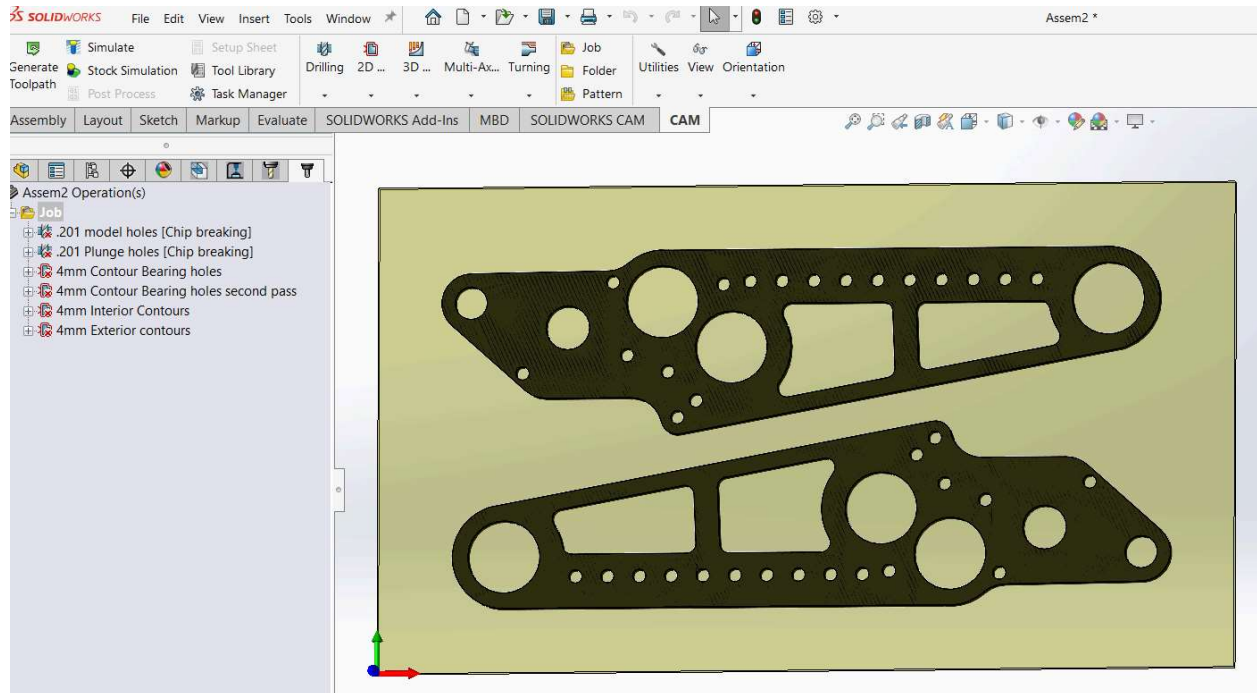 SOLIDWORKS File Edit View Insert Tools Window Assem2 *
Generate Toolpath
Simulate Setup Sheet
Stock Simulation Tool Library
Post Process Task Manager
Drilling 2D ... 3D ... Multi-Ax... Turning
Job
Folder
Pattern
Utilities View Orientation
Assembly Layout Sketch Markup Evaluate SOLIDWORKS Add-Ins MBD SOLIDWORKS CAM CAM
Assem2 Operation(s)
Job
.201 model holes [Chip breaking]
.201 Plunge holes [Chip breaking]
4mm Contour Bearing holes
4mm Contour Bearing holes second pass
4mm Interior Contours
4mm Exterior contours